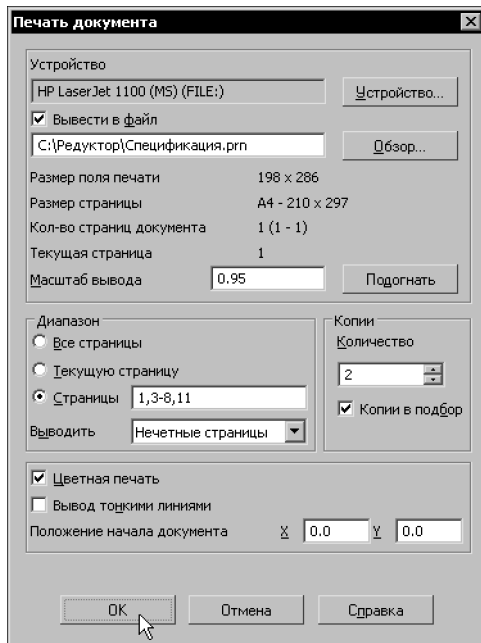 Печать документа
Устройство
HP LaserJet 1100 (MS) (FILE:) Устройство...
Вывести в файл
C:\Редуктор\Спецификация.prn Обзор...
Размер поля печати 198 x 286
Размер страницы A4 - 210 x 297
Кол-во страниц документа 1 (1 - 1)
Текущая страница 1
Масштаб вывода 0.95 Подогнать
Диапазон Копии
Все страницы Количество
Текущую страницу 2
Страницы 1,3-8,11 Копии в подбор
Выводить Нечетные страницы
Цветная печать
Вывод тонкими линиями
Положение начала документа X 0.0 Y 0.0
OK Отмена Справка